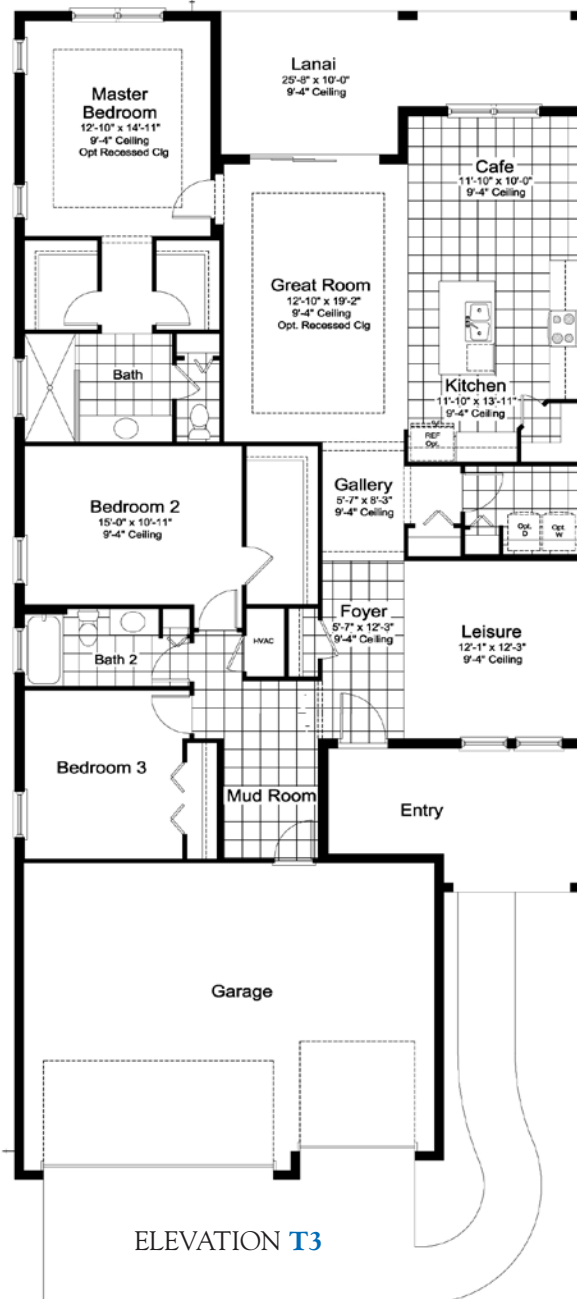 Lanai
25'-8" x 10'-0"
9'-4" Ceiling
Master
Bedroom
12'-10" x 14'-11"
9'-4" Ceiling
Opt Recessed Clg
Cafe
11'-10" x 10'-0"
9'-4" Ceiling
Great Room
12'-10" x 19'-2"
9'-4" Ceiling
Opt. Recessed Clg
Bath
Kitchen
11'-10" x 13'-11"
9'-4" Ceiling
REF
Opt.
Gallery
5'-7" x 8'-3"
9'-4" Ceiling
Bedroom 2
15'-0" x 10'-11"
9'-4" Ceiling
Opt.
D
Opt.
W
Foyer
5'-7" x 12'-3"
9'-4" Ceiling
Leisure
12'-1" x 12'-3"
9'-4" Ceiling
HVAC
Bath 2
Bedroom 3
Mud Room
Entry
Garage
ELEVATION T3